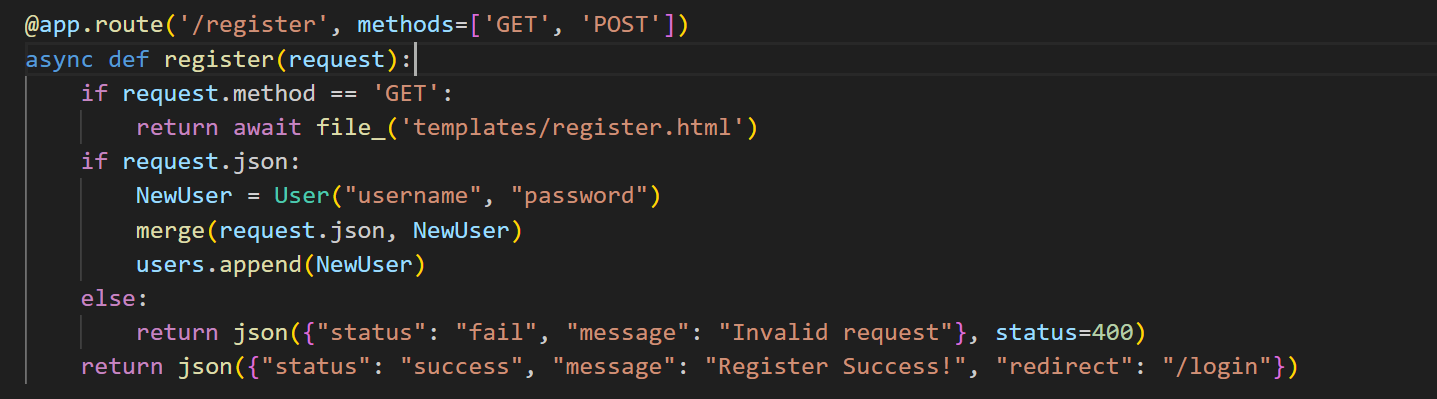 @app.route('/register', methods=['GET', 'POST'])
async def register(request):
    if request.method == 'GET':
        return await file_('templates/register.html')
    if request.json:
        NewUser = User("username", "password")
        merge(request.json, NewUser)
        users.append(NewUser)
    else:
        return json({"status": "fail", "message": "Invalid request"}, status=400)
    return json({"status": "success", "message": "Register Success!", "redirect": "/login"})